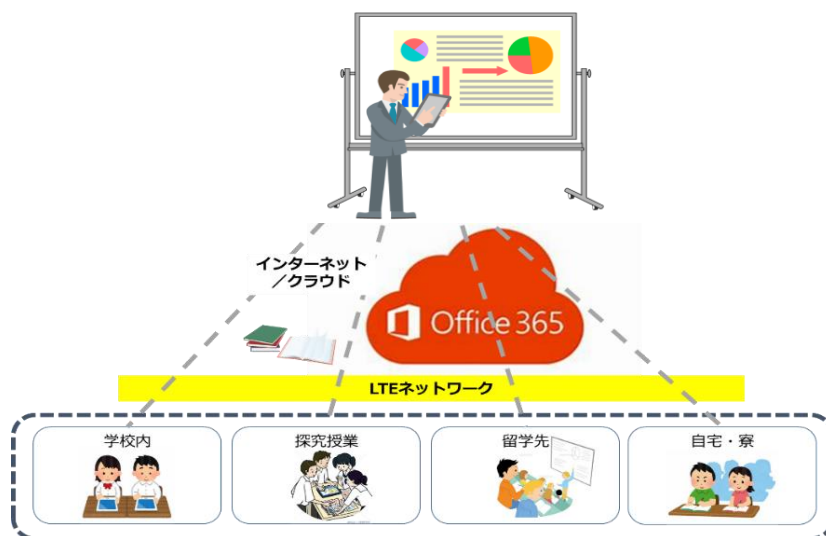 インターネット
／クラウド
Office 365
LTEネットワーク
学校内
探究授業
留学先
自宅・寮